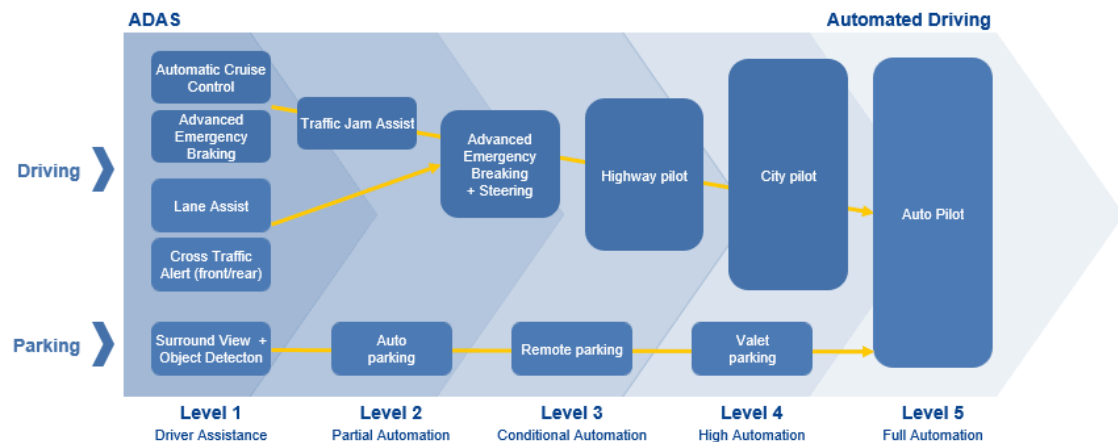 ADAS
Automated Driving
Driving
Automatic Cruise
Control
Advanced
Emergency
Braking
Lane Assist
Cross Traffic
Alert (front/rear)
Traffic Jam Assist
Advanced
Emergency
Breaking
+ Steering
Highway pilot
City pilot
Auto Pilot
Parking
Surround View +
Object Detecton
Auto
parking
Remote parking
Valet
parking
Level 1
Driver Assistance
Level 2
Partial Automation
Level 3
Conditional Automation
Level 4
High Automation
Level 5
Full Automation